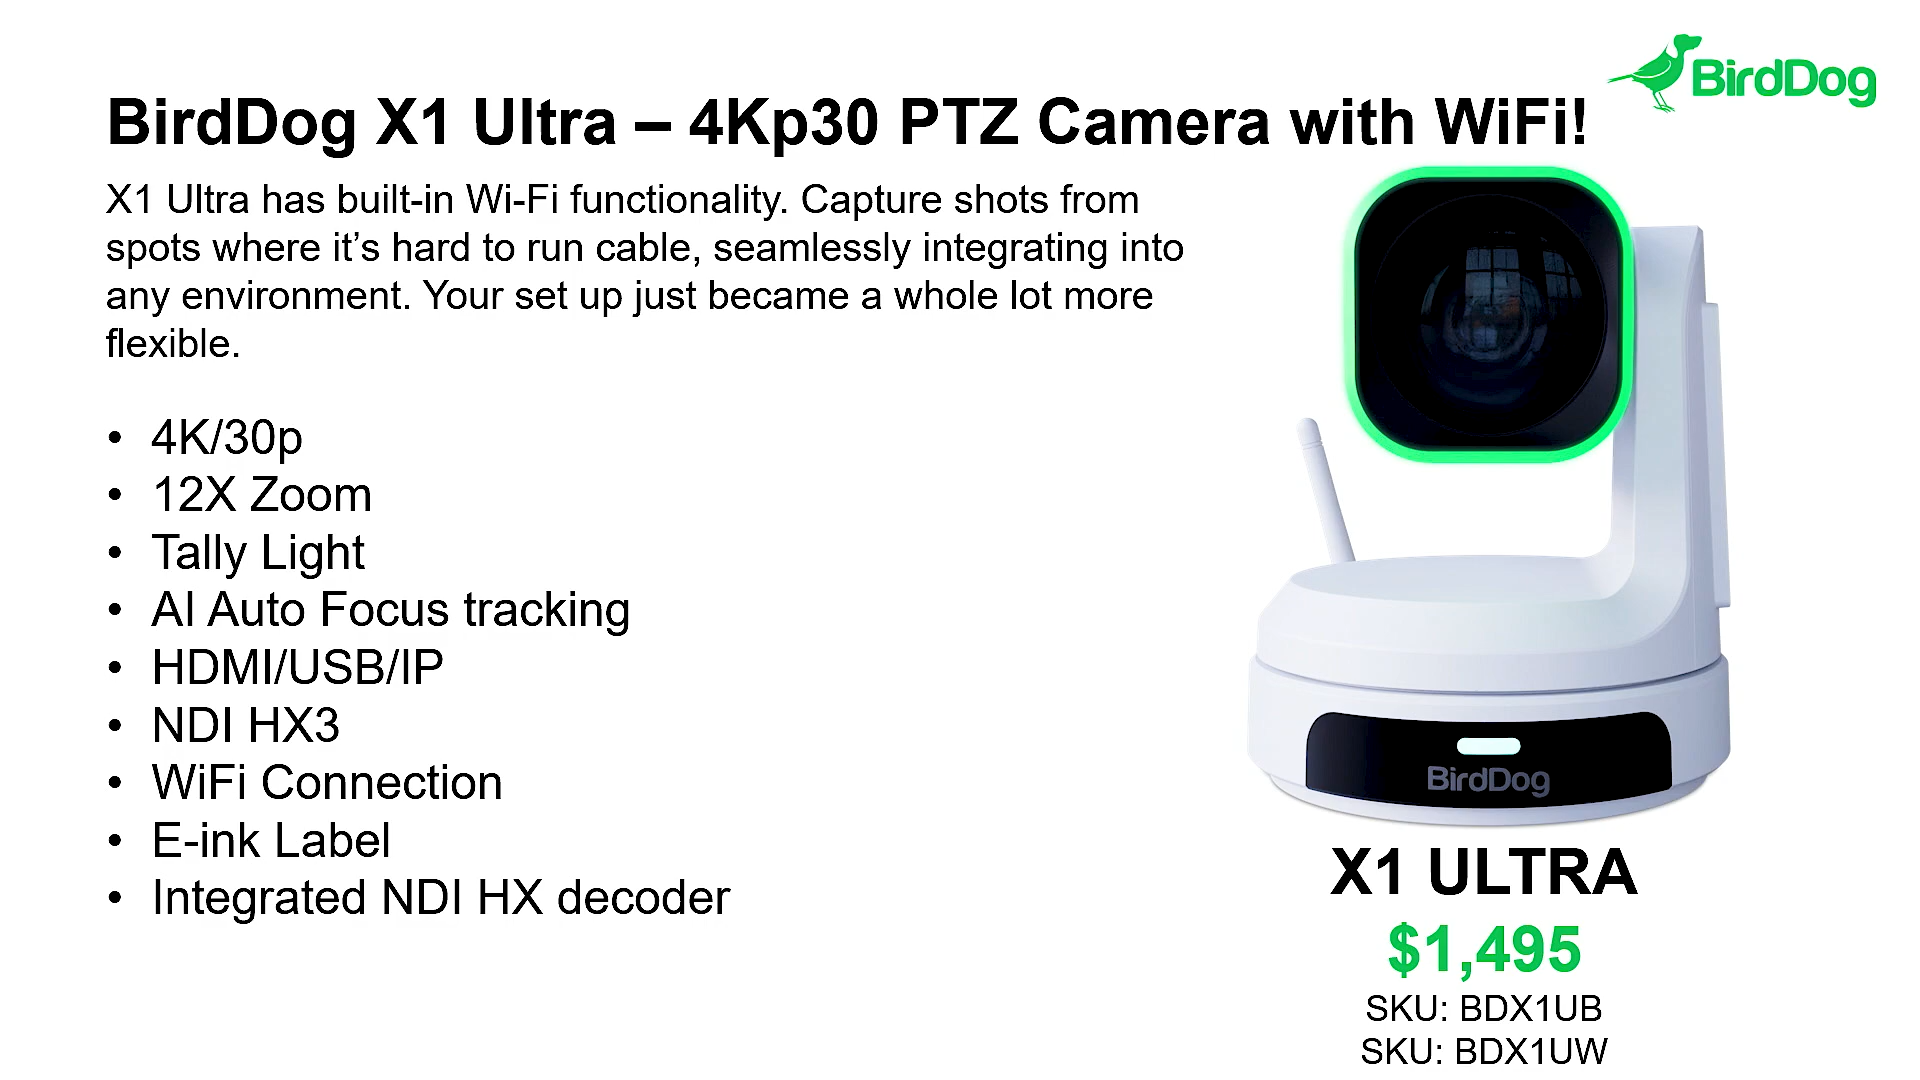 BirdDog
BirdDog X1 Ultra – 4Kp30 PTZ Camera with WiFi!
X1 Ultra has built-in Wi-Fi functionality. Capture shots from
spots where it’s hard to run cable, seamlessly integrating into
any environment. Your set up just became a whole lot more
flexible.
• 4K/30p
• 12X Zoom
• Tally Light
• AI Auto Focus tracking
• HDMI/USB/IP
• NDI HX3
• WiFi Connection
• E-ink Label
• Integrated NDI HX decoder
BirdDog
X1 ULTRA
$1,495
SKU: BDX1UB
SKU: BDX1UW